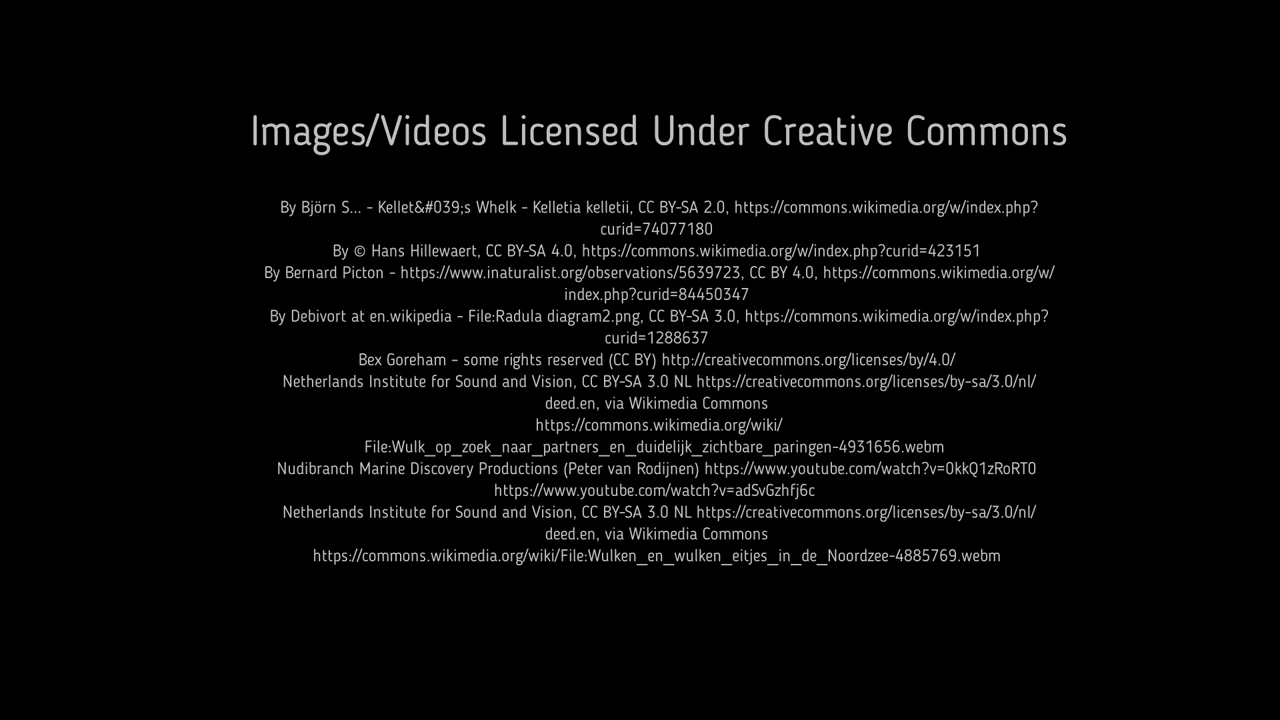 Images/Videos Licensed Under Creative Commons
By Björn S... - Kellet&#039;s Whelk - Kelletia kelletii, CC BY-SA 2.0, https://commons.wikimedia.org/w/index.php?
curid=74077180
By © Hans Hillewaert, CC BY-SA 4.0, https://commons.wikimedia.org/w/index.php?curid=423151
By Bernard Picton - https://www.inaturalist.org/observations/5639723, CC BY 4.0, https://commons.wikimedia.org/w/
index.php?curid=84450347
By Debivort at en.wikipedia - File:Radula diagram2.png, CC BY-SA 3.0, https://commons.wikimedia.org/w/index.php?
curid=1288637
Bex Goreham – some rights reserved (CC BY) http://creativecommons.org/licenses/by/4.0/
Netherlands Institute for Sound and Vision, CC BY-SA 3.0 NL https://creativecommons.org/licenses/by-sa/3.0/nl/
deed.en, via Wikimedia Commons
https://commons.wikimedia.org/wiki/
File:Wulk_op_zoek_naar_partners_en_duidelijk_zichtbare_paringen-4931656.webm
Nudibranch Marine Discovery Productions (Peter van Rodijnen) https://www.youtube.com/watch?v=0kkQ1zRoRT0
https://www.youtube.com/watch?v=adSvGzhfj6c
Netherlands Institute for Sound and Vision, CC BY-SA 3.0 NL https://creativecommons.org/licenses/by-sa/3.0/nl/
deed.en, via Wikimedia Commons
https://commons.wikimedia.org/wiki/File:Wulken_en_wulken_eitjes_in_de_Noordzee-4885769.webm